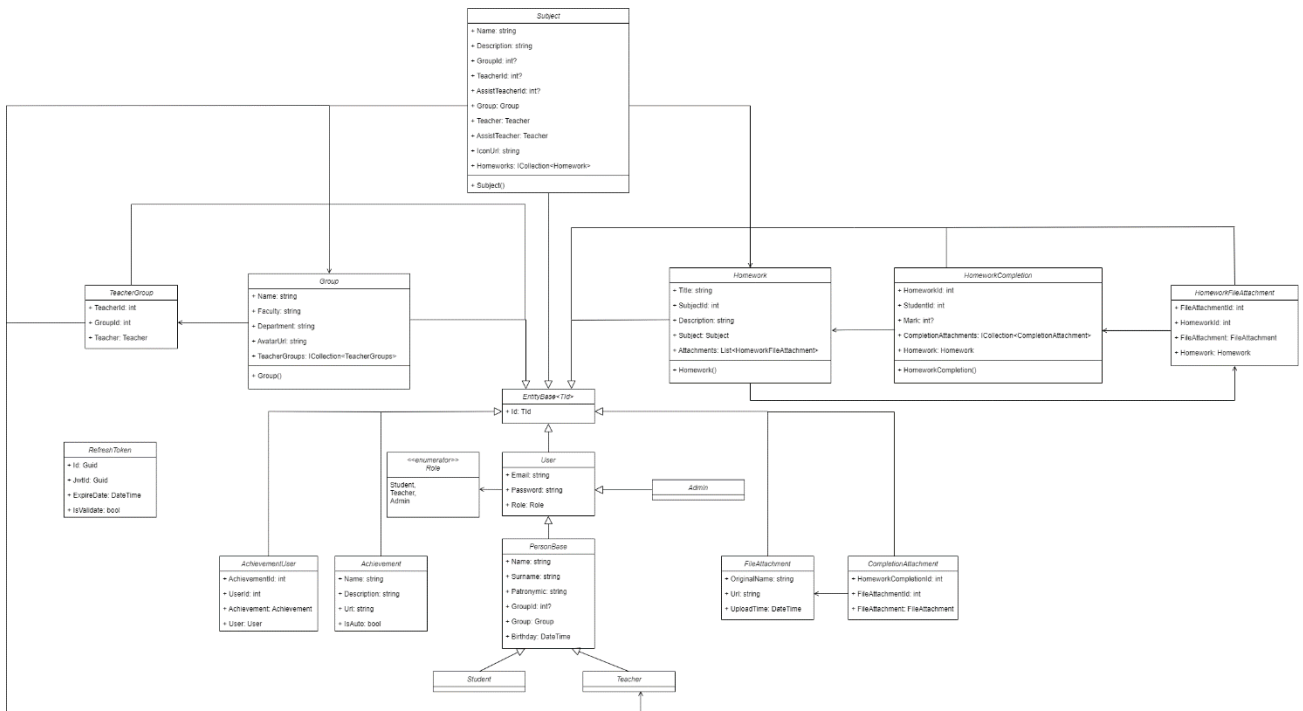 Subject
+ Name: string
+ Description: string
+ GroupId: int?
+ TeacherId: int?
+ AssistTeacherId: int?
+ Group: Group
+ Teacher: Teacher
+ AssistTeacher: Teacher
+ IconUrl: string
+ Homeworks: ICollection<Homework>
+ Subject()
TeacherGroup
+ TeacherId: int
+ GroupId: int
+ Teacher: Teacher
Group
+ Name: string
+ Faculty: string
+ Department: string
+ AvatarUrl: string
+ TeacherGroups: ICollection<TeacherGroups>
+ Group()
Homework
+ Title: string
+ SubjectId: int
+ Description: string
+ Subject: Subject
+ Attachments: List<HomeworkFileAttachment>
+ Homework()
HomeworkCompletion
+ HomeworkId: int
+ StudentId: int
+ Mark: int?
+ CompletionAttachments: ICollection<CompletionAttachment>
+ Homework: Homework
+ HomeworkCompletion()
HomeworkFileAttachment
+ FileAttachmentId: int
+ HomeworkId: int
+ FileAttachment: FileAttachment
+ Homework: Homework
EntityBase<TId>
+ Id: TId
RefreshToken
+ Id: Guid
+ JwtId: Guid
+ ExpireDate: DateTime
+ IsValidate: bool
<<enumerator>>
Role
Student,
Teacher,
Admin
User
+ Email: string
+ Password: string
+ Role: Role
Admin
AchievementUser
+ AchievementId: int
+ UserId: int
+ Achievement: Achievement
+ User: User
Achievement
+ Name: string
+ Description: string
+ Url: string
+ IsAuto: bool
PersonBase
+ Name: string
+ Surname: string
+ Patronymic: string
+ GroupId: int?
+ Group: Group
+ Birthday: DateTime
FileAttachment
+ OriginalName: string
+ Url: string
+ UploadTime: DateTime
CompletionAttachment
+ HomeworkCompletionId: int
+ FileAttachmentId: int
+ FileAttachment: FileAttachment
Student
Teacher